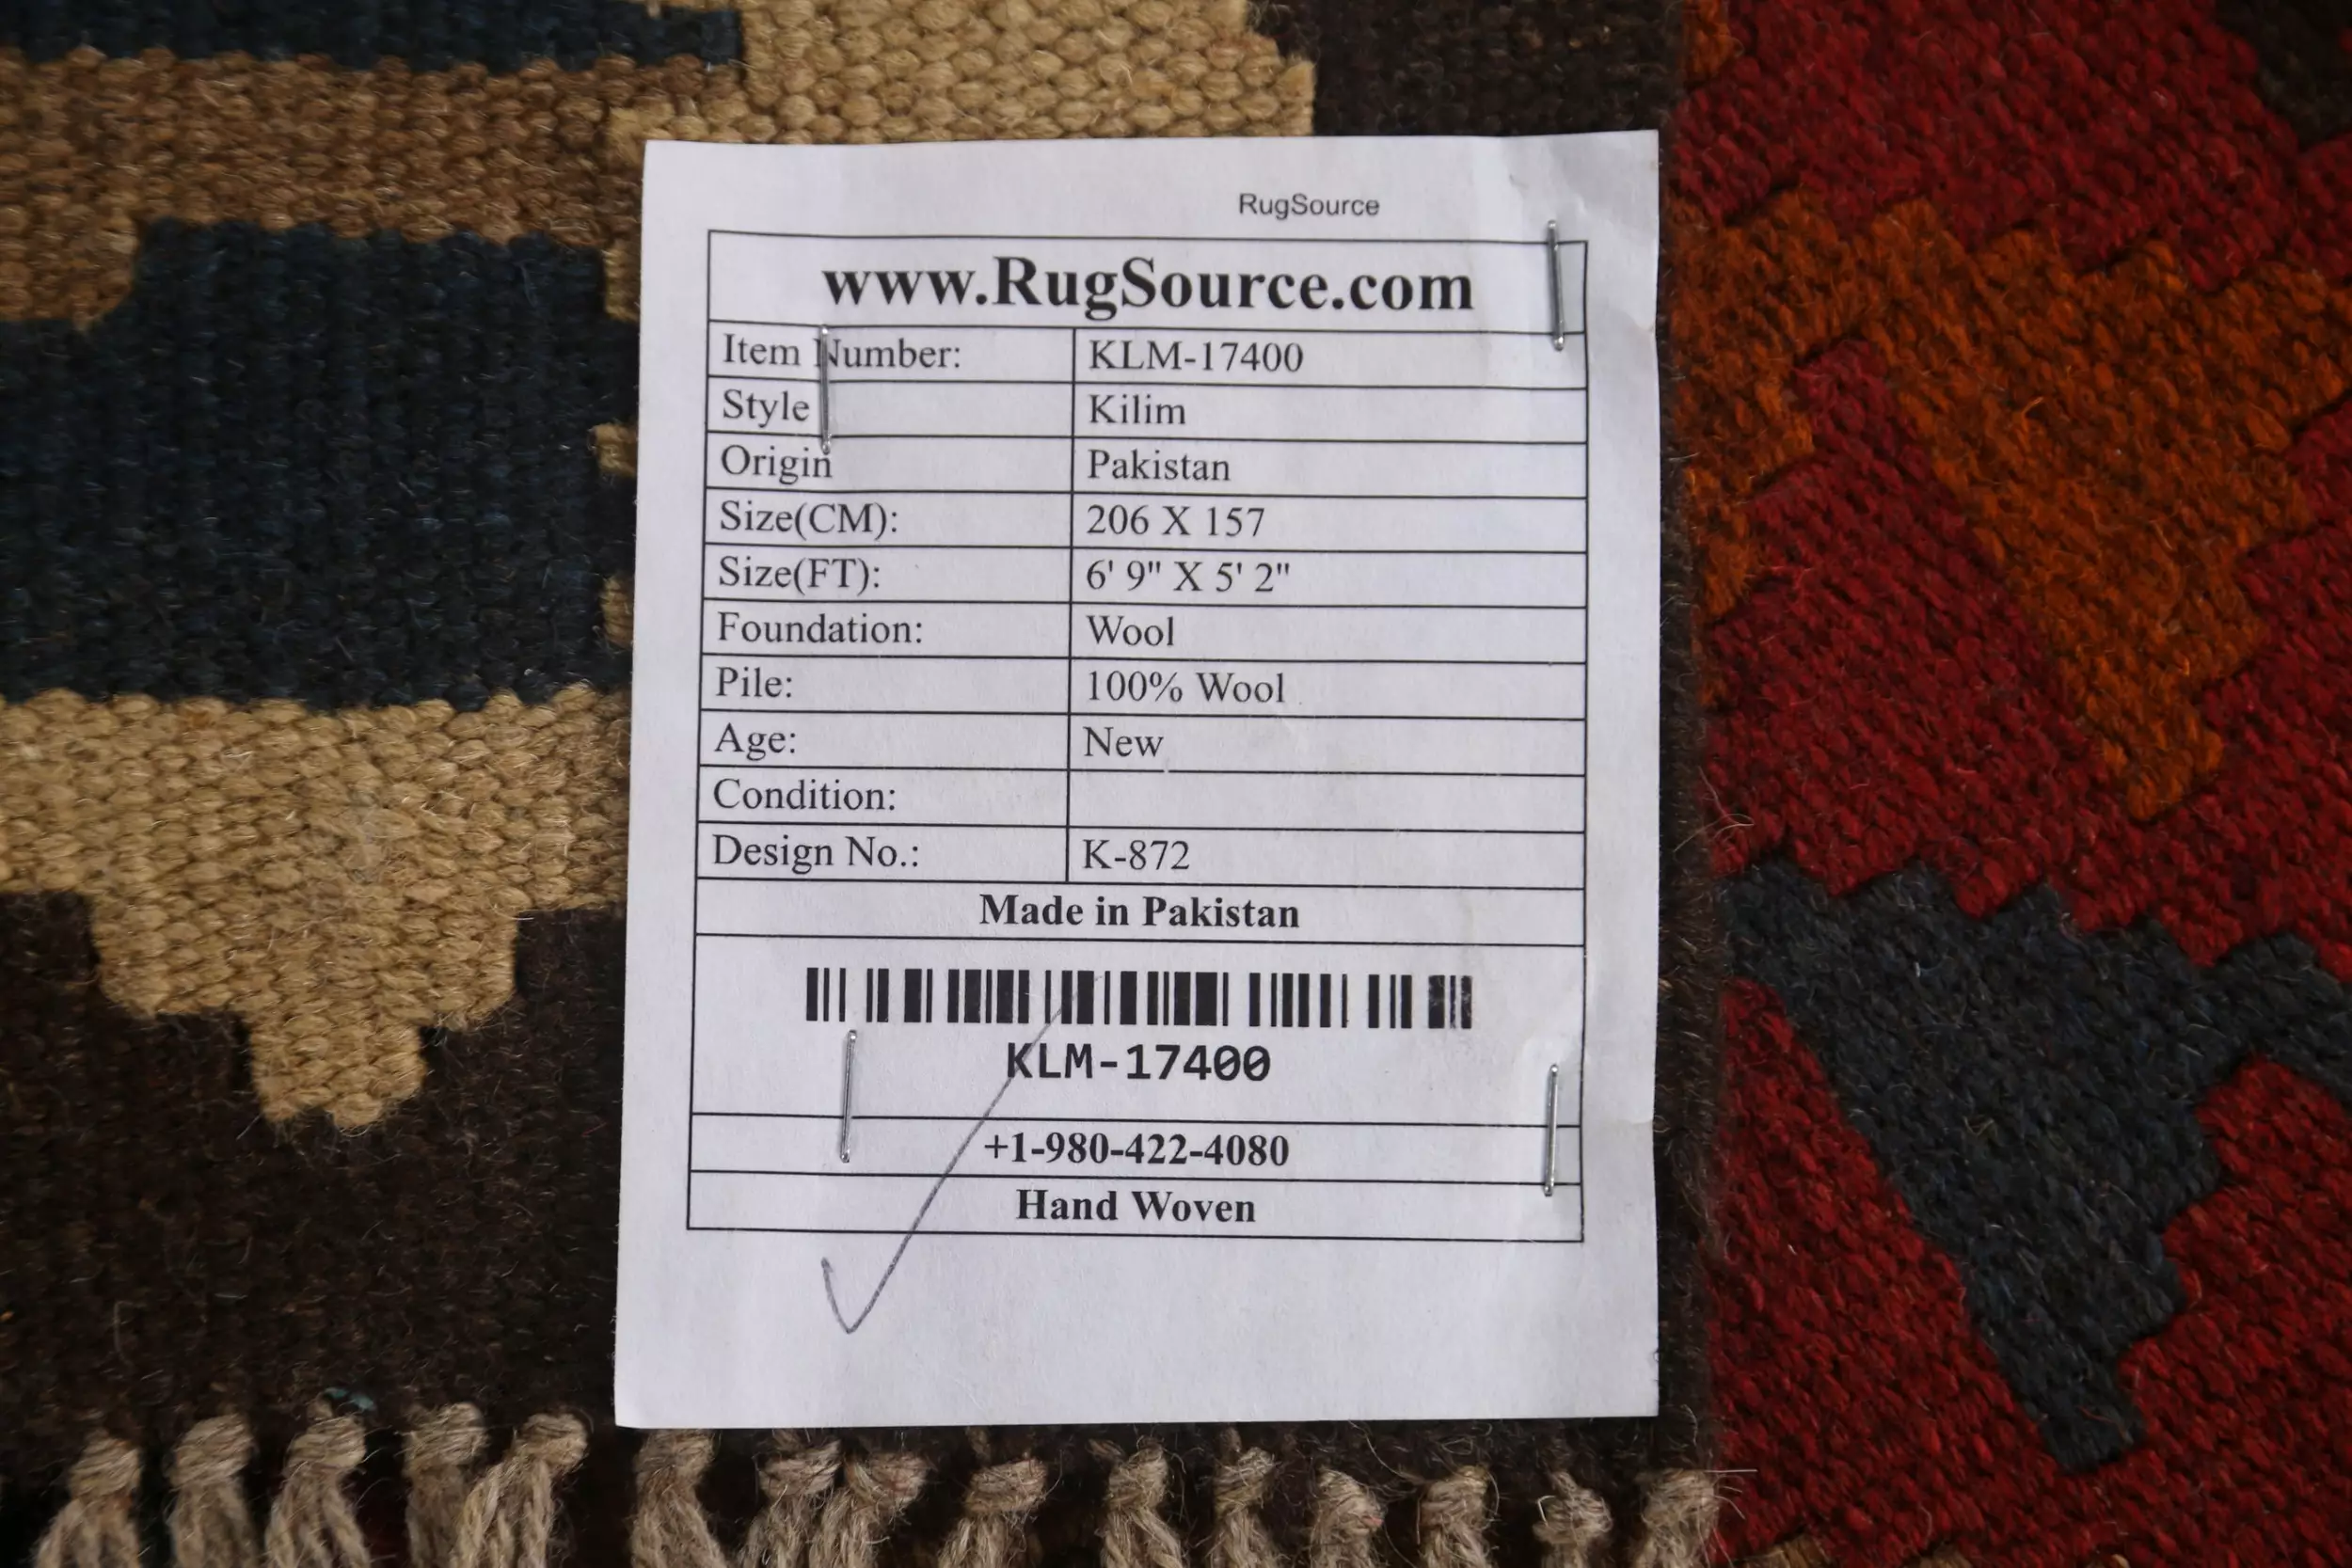 RugSource
www.RugSource.com
Item Number: KLM-17400
Style Kilim
Origin Pakistan
Size(CM): 206 X 157
Size(FT): 6' 9" X 5' 2"
Foundation: Wool
Pile: 100% Wool
Age: New
Condition:
Design No.: K-872
Made in Pakistan
KLM-17400
+1-980-422-4080
Hand Woven